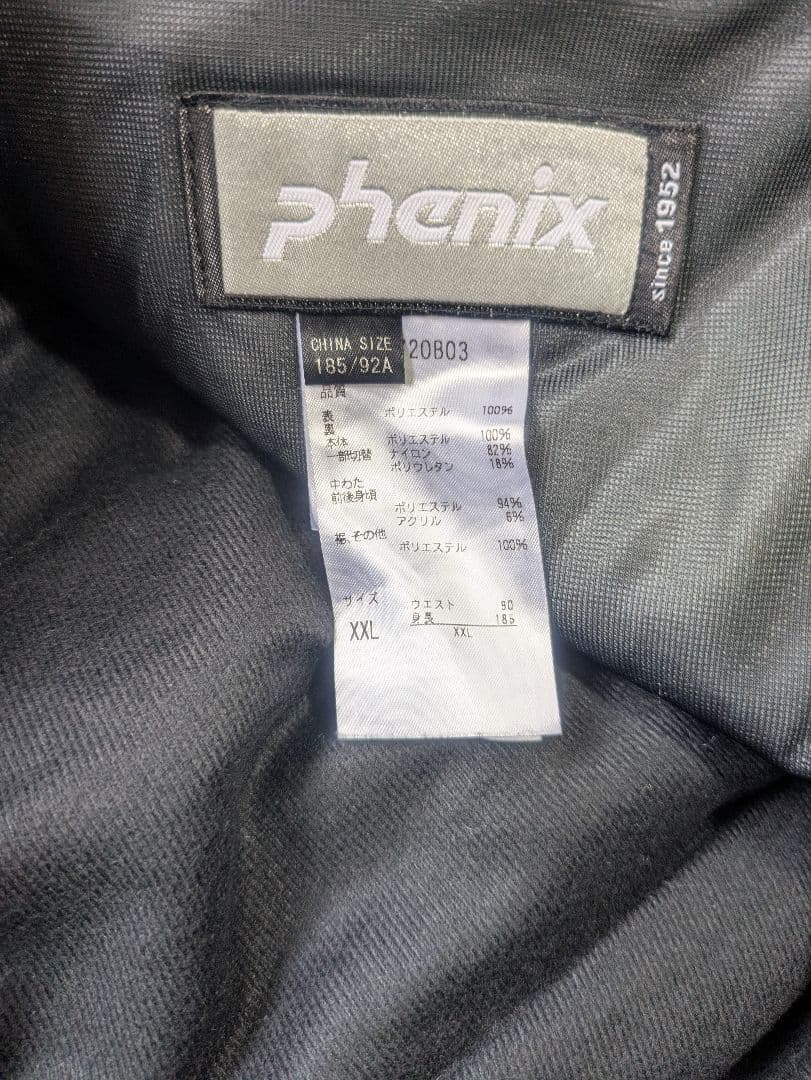 phenix
since 1952
CHINA SIZE
185/92A
20B03
品質
表 ポリエステル 100%
裏
本体 ポリエステル 100%
一部切替 ナイロン 82%
ポリウレタン 18%
中わた
前後身頃
ポリエステル 94%
アクリル 6%
裾、その他
ポリエステル 100%
サイズ ウエスト 90
身長 185
XXL XXL